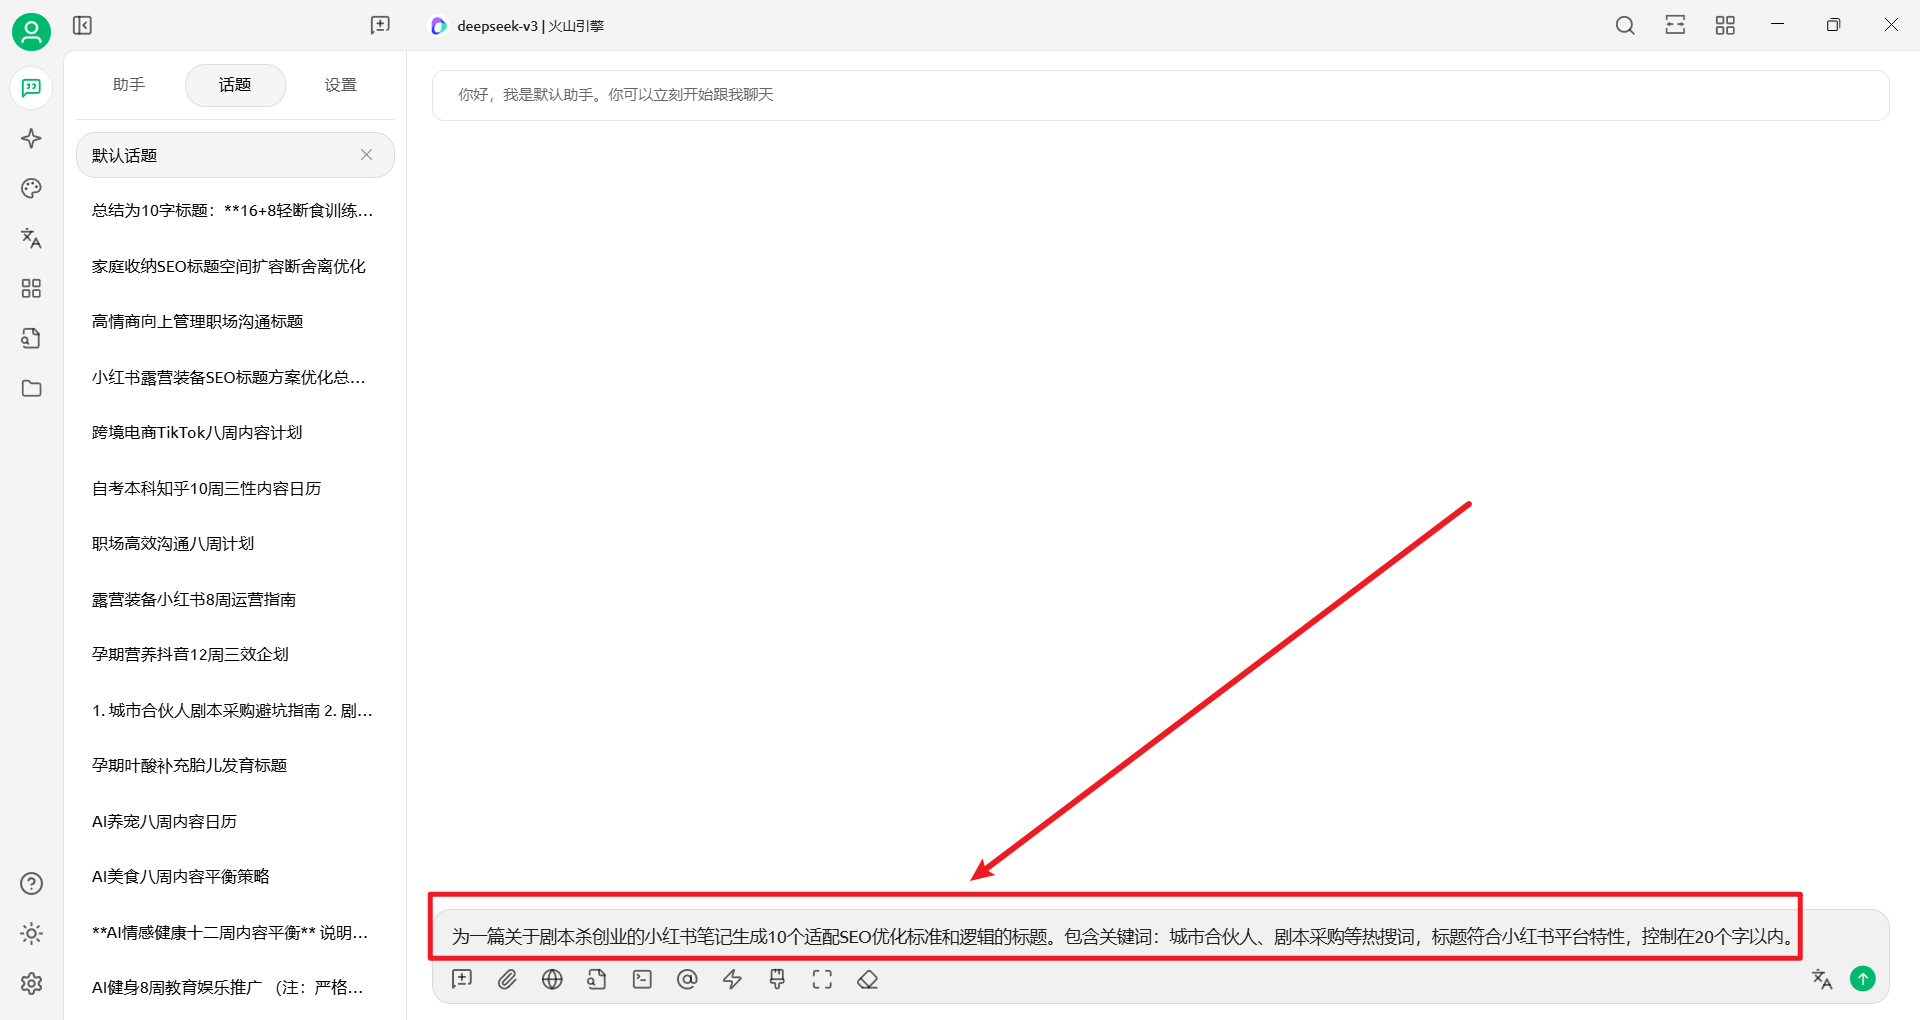 deepseek-v3 | 火山引擎
助手
话题
设置
默认话题
总结为10字标题：**16+8轻断食训练...
家庭收纳SEO标题空间扩容断舍离优化
高情商向上管理职场沟通标题
小红书露营装备SEO标题方案优化总...
跨境电商TikTok八周内容计划
自考本科知乎10周三性内容日历
职场高效沟通八周计划
露营装备小红书8周运营指南
孕期营养抖音12周三效企划
1. 城市合伙人剧本采购避坑指南 2. 剧...
孕期叶酸补充胎儿发育标题
AI养宠八周内容日历
AI美食八周内容平衡策略
**AI情感健康十二周内容平衡** 说明...
AI健身8周教育娱乐推广 （注：严格...
你好，我是默认助手。你可以立刻开始跟我聊天
为一篇关于剧本杀创业的小红书笔记生成10个适配SEO优化标准和逻辑的标题。包含关键词：城市合伙人、剧本采购等热搜词，标题符合小红书平台特性，控制在20个字以内。